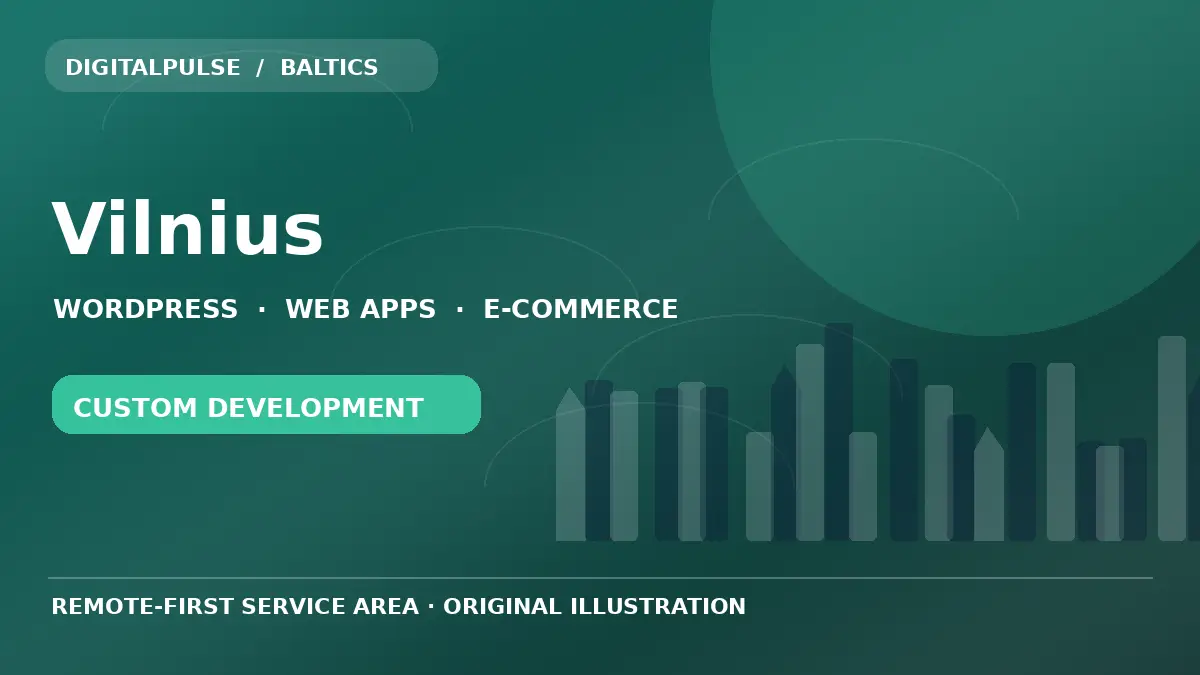 DIGITALPULSE / BALTICS
Vilnius
WORDPRESS · WEB APPS · E-COMMERCE
CUSTOM DEVELOPMENT
REMOTE-FIRST SERVICE AREA · ORIGINAL ILLUSTRATION